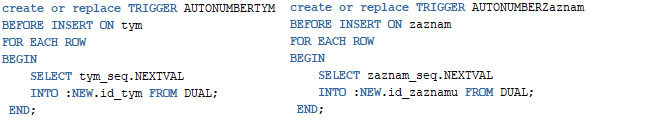 create or replace TRIGGER AUTONUMBERTYM
BEFORE INSERT ON tym
FOR EACH ROW
BEGIN
    SELECT tym_seq.NEXTVAL
    INTO :NEW.id_tym FROM DUAL;
 END;
create or replace TRIGGER AUTONUMBERZaznam
BEFORE INSERT ON zaznam
FOR EACH ROW
BEGIN
    SELECT zaznam_seq.NEXTVAL
    INTO :NEW.id_zaznamu FROM DUAL;
 END;